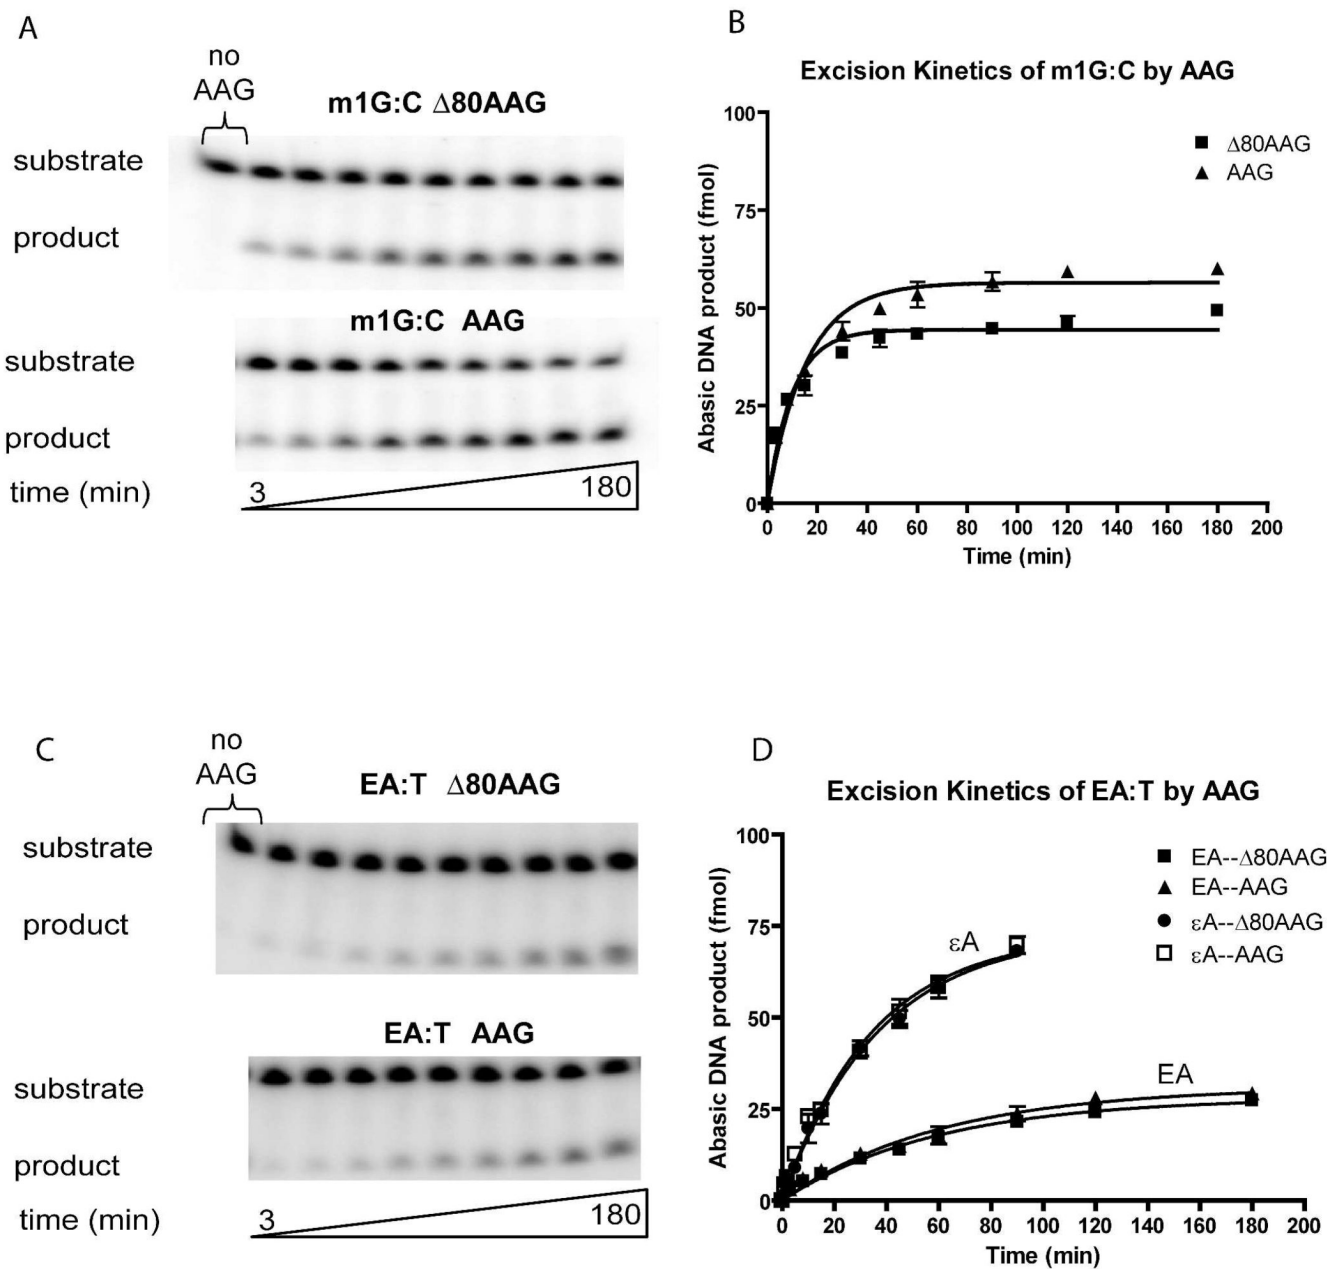 A
no
AAG
m1G:C Δ80AAG
substrate
product
m1G:C AAG
substrate
product
time (min)
3
180
B
Excision Kinetics of m1G:C by AAG
Abasic DNA product (fmol)
100
75
50
25
0
Δ80AAG
AAG
0 20 40 60 80 100 120 140 160 180 200
Time (min)
C
no
AAG
EA:T Δ80AAG
substrate
product
EA:T AAG
substrate
product
time (min)
3
180
D
Excision Kinetics of EA:T by AAG
Abasic DNA product (fmol)
100
75
50
25
0
EA--Δ80AAG
EA--AAG
εA--Δ80AAG
εA--AAG
εA
EA
0 20 40 60 80 100 120 140 160 180 200
Time (min)